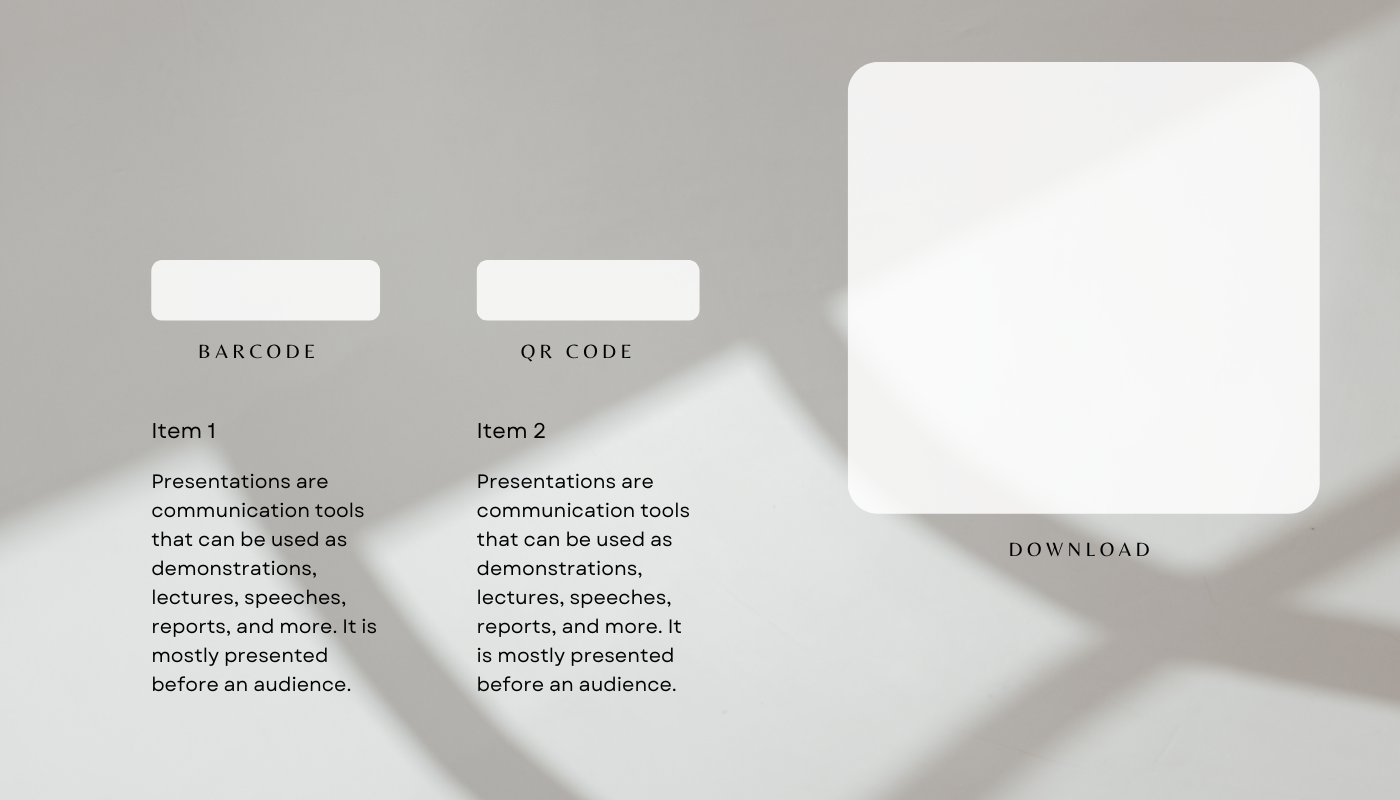 BARCODE
QR CODE
Item 1
Presentations are
communication tools
that can be used as
demonstrations,
lectures, speeches,
reports, and more. It is
mostly presented
before an audience.
Item 2
Presentations are
communication tools
that can be used as
demonstrations,
lectures, speeches,
reports, and more. It
is mostly presented
before an audience.
DOWNLOAD